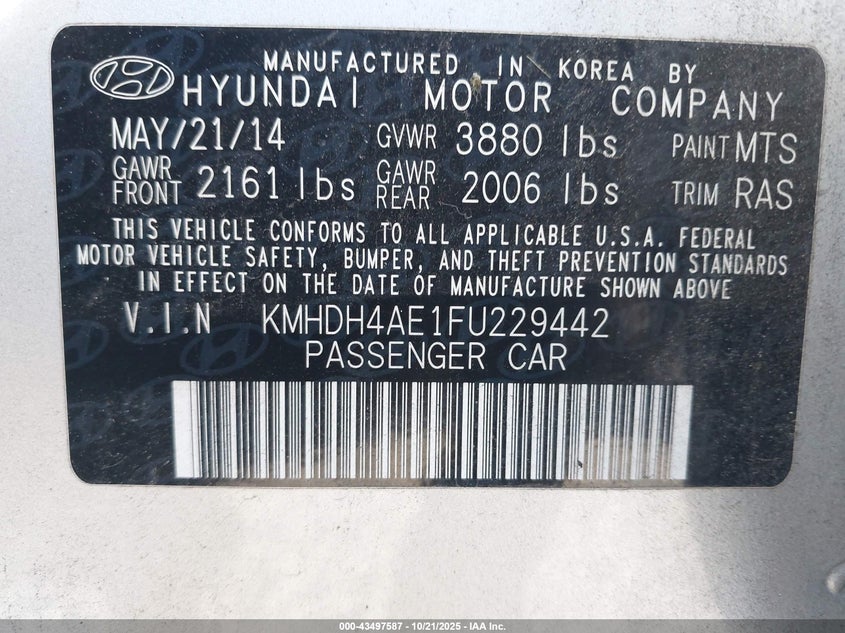 MANUFACTURED IN KOREA BY
HYUNDAI MOTOR COMPANY
MAY/21/14 GVWR 3880 lbs PAINT MTS
GAWR FRONT 2161 lbs GAWR REAR 2006 lbs TRIM RAS
THIS VEHICLE CONFORMS TO ALL APPLICABLE U.S.A. FEDERAL
MOTOR VEHICLE SAFETY, BUMPER, AND THEFT PREVENTION STANDARDS
IN EFFECT ON THE DATE OF MANUFACTURE SHOWN ABOVE
V.I.N KMHDH4AE1FU229442
PASSENGER CAR
000-43497587 - 10/21/2025 - IAA Inc.